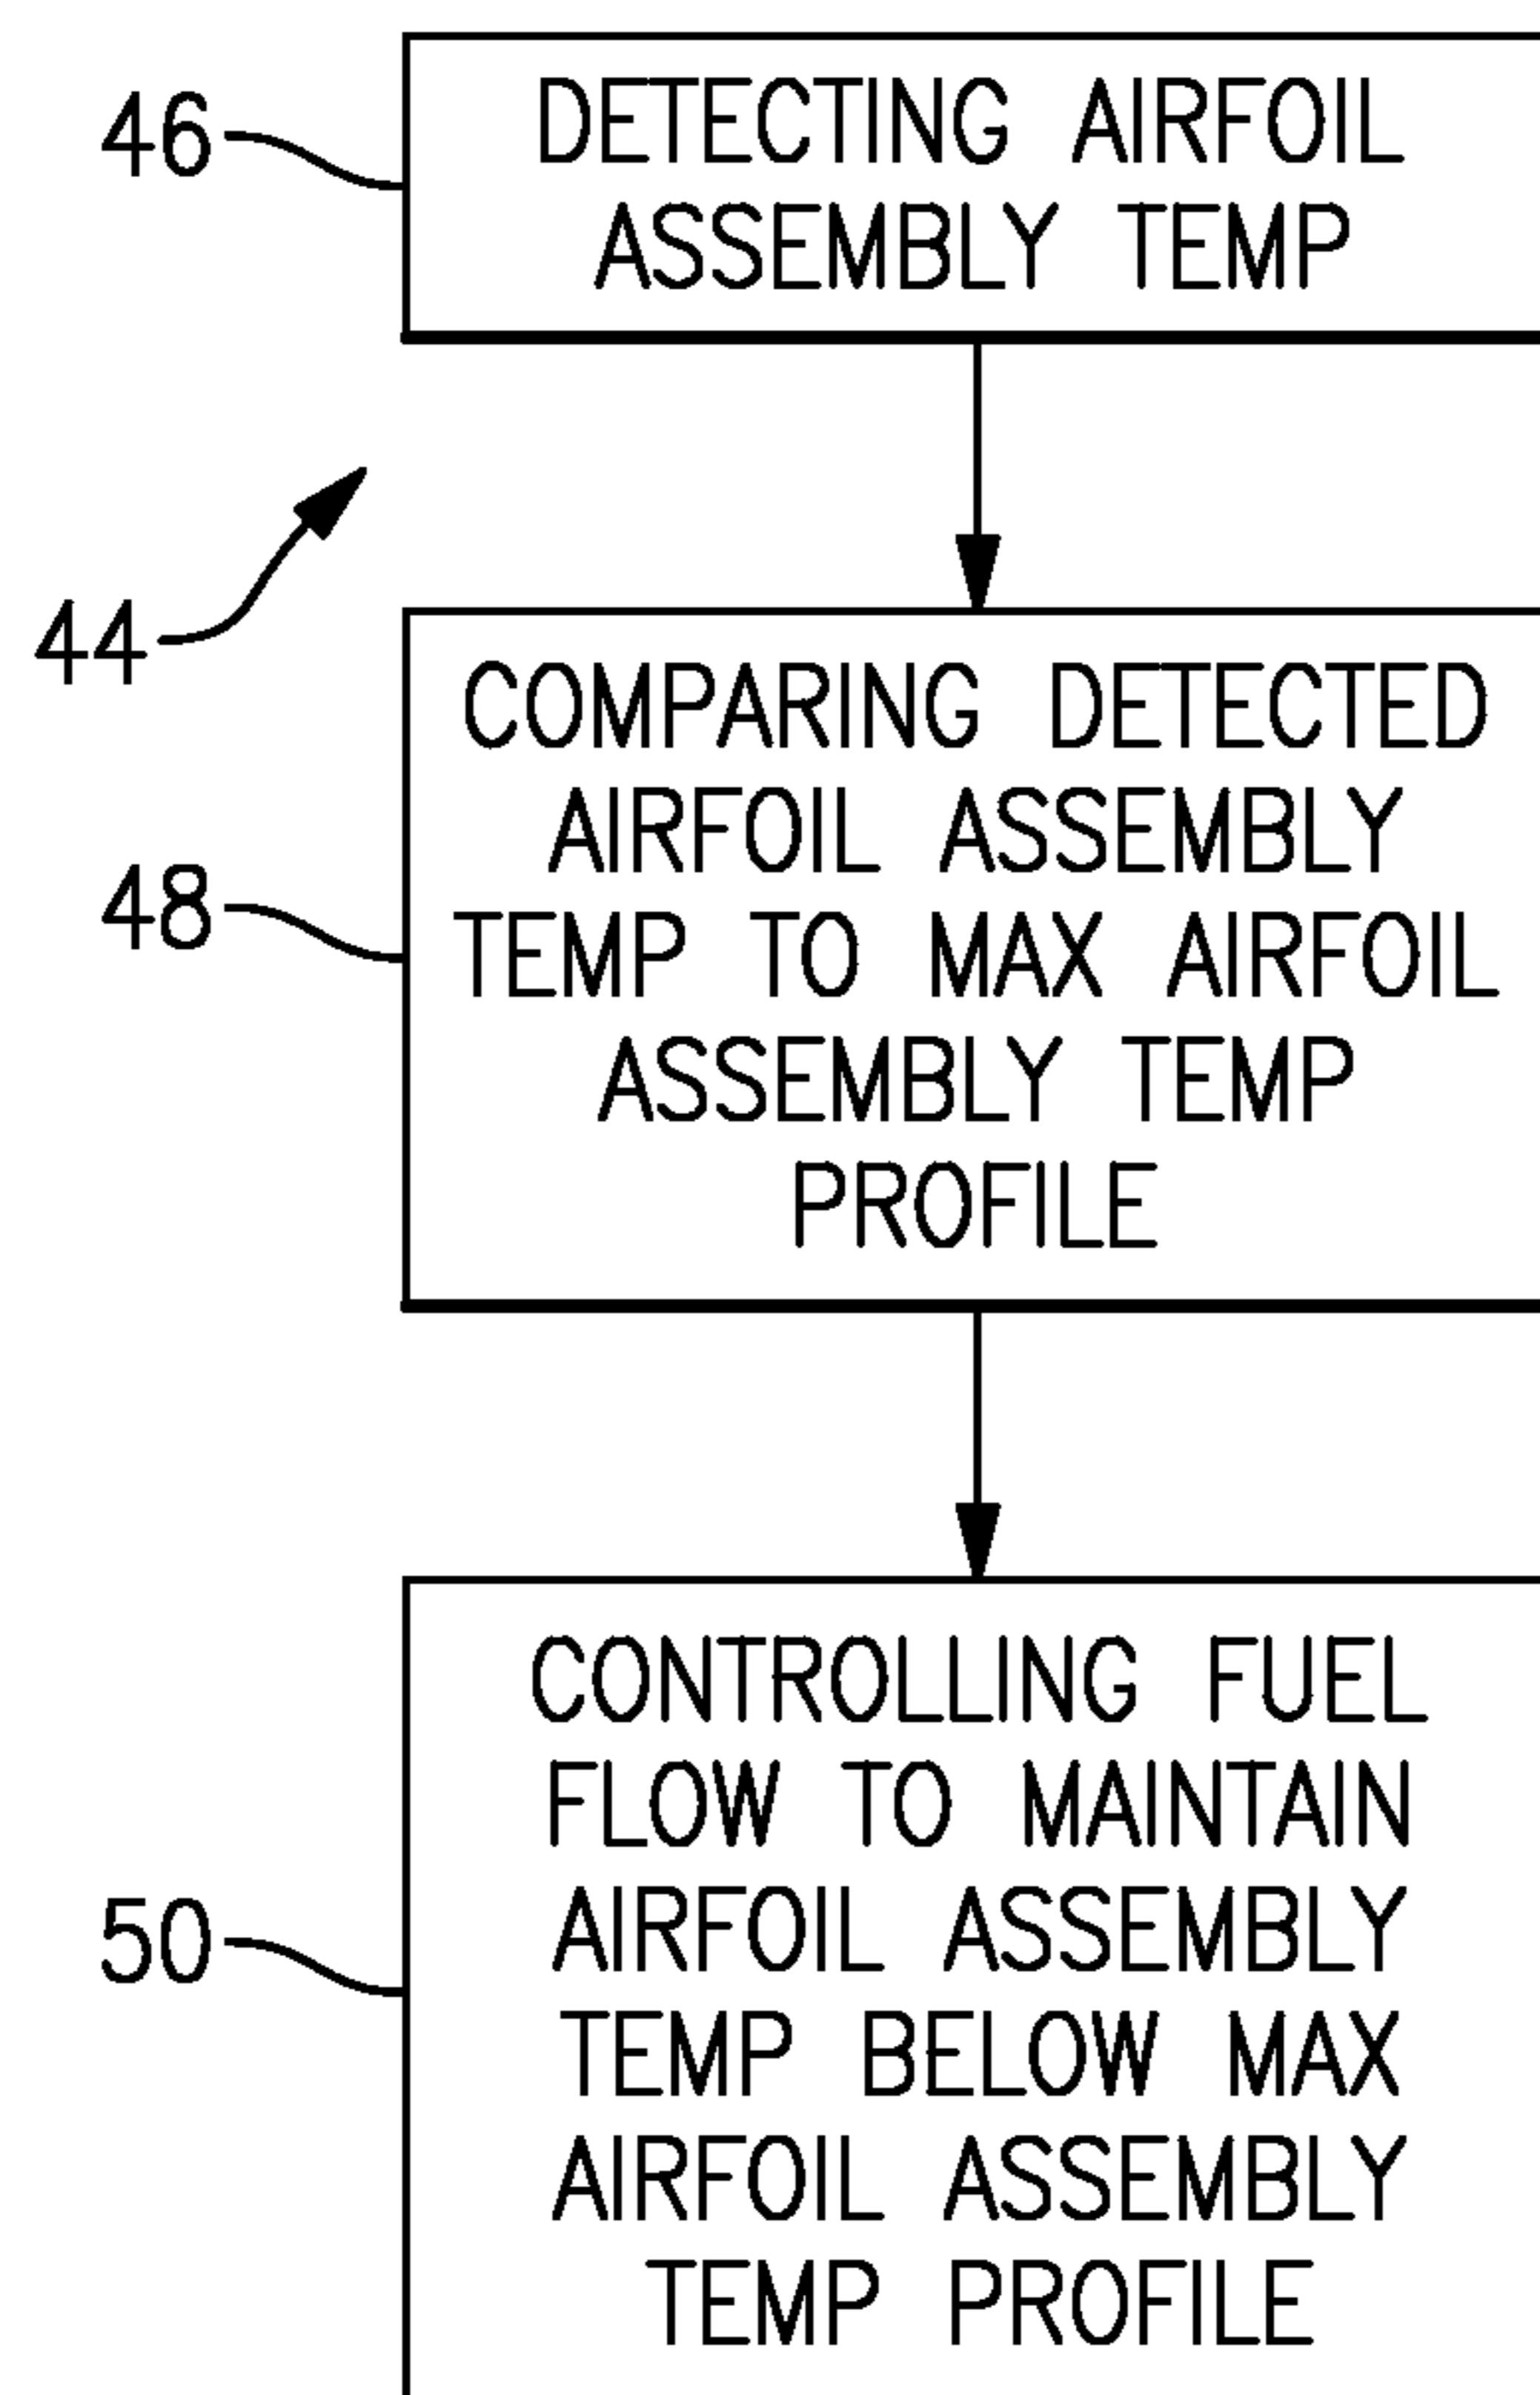 46
DETECTING AIRFOIL
ASSEMBLY TEMP
44
COMPARING DETECTED
AIRFOIL ASSEMBLY
48
TEMP TO MAX AIRFOIL
ASSEMBLY TEMP
PROFILE
CONTROLLING FUEL
FLOW TO MAINTAIN
50
AIRFOIL ASSEMBLY
TEMP BELOW MAX
AIRFOIL ASSEMBLY
TEMP PROFILE